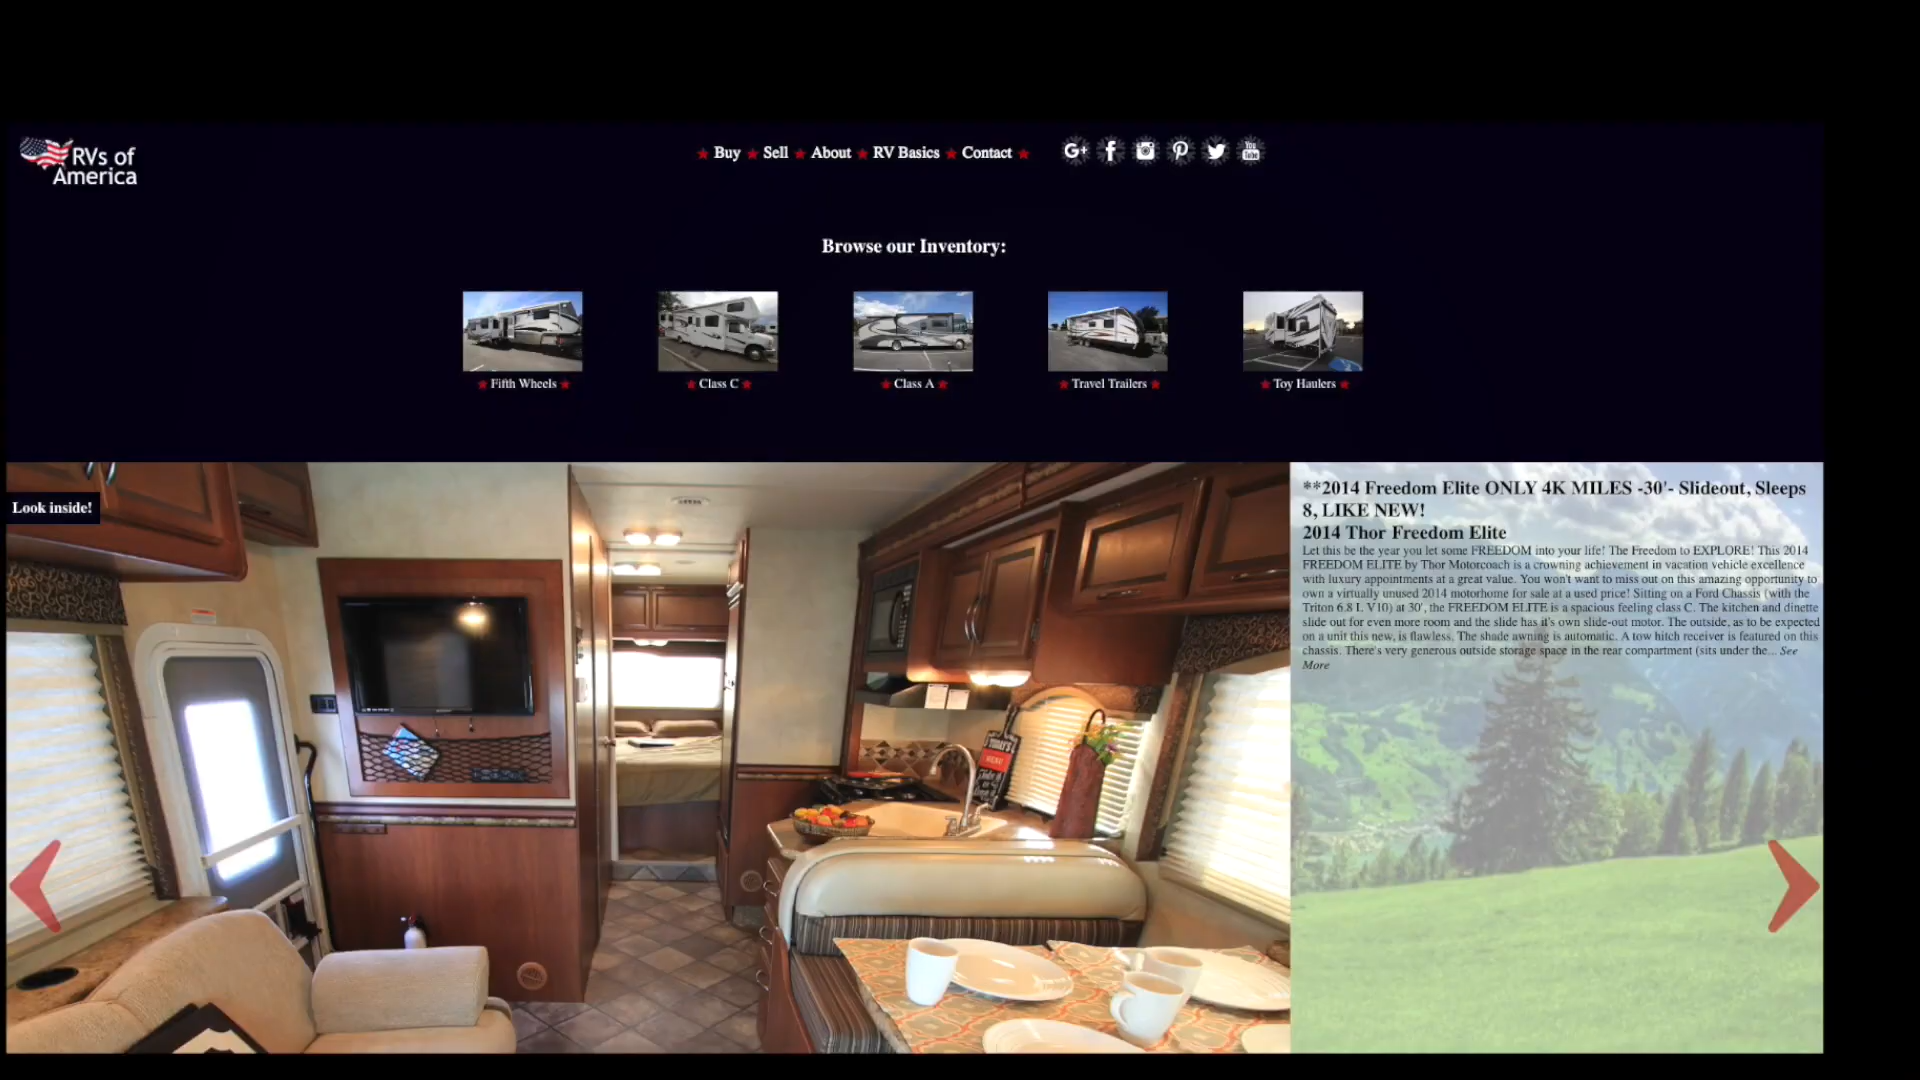 RVs of
America
Buy Sell About RV Basics Contact
G+
You
Tube
Browse our Inventory:
Fifth Wheels Class C Class A Travel Trailers Toy Haulers
Look inside!
**2014 Freedom Elite ONLY 4K MILES -30'- Slideout, Sleeps
8, LIKE NEW!
2014 Thor Freedom Elite
Let this be the year you let some FREEDOM into your life! The Freedom to EXPLORE! This 2014
FREEDOM ELITE by Thor Motorcoach is a crowning achievement in vacation vehicle excellence
with luxury appointments at a great value. You won't want to miss out on this amazing opportunity to
own a virtually unused 2014 motorhome for sale at a used price! Sitting on a Ford Chassis (with the
Triton 6.8 L V10) at 30', the FREEDOM ELITE is a spacious feeling class C. The kitchen and dinette
slide out for even more room and the slide has it's own slide-out motor. The outside, as to be expected
on a unit this new, is flawless. The shade awning is automatic. A tow hitch receiver is featured on this
chassis. There's very generous outside storage space in the rear compartment (sits under the... See
More
TODAY'S
MENU